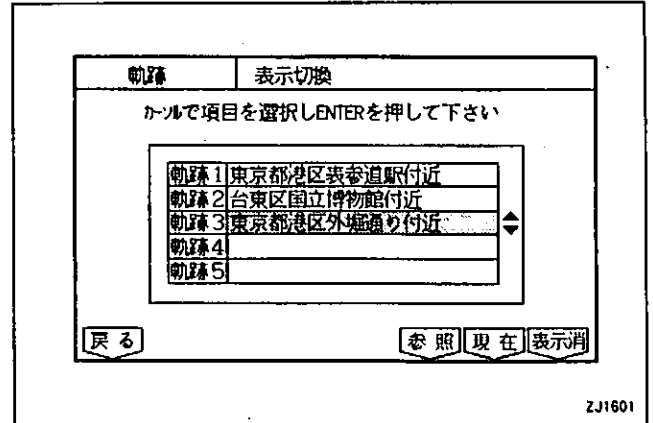 軌跡 表示切換
カーソルで項目を選択しENTERを押して下さい
軌跡1 東京都港区表参道駅付近
軌跡2 台東区国立博物館付近
軌跡3 東京都港区外堀通り付近
軌跡4
軌跡5
戻る 参照 現在 表示消
ZJ1601